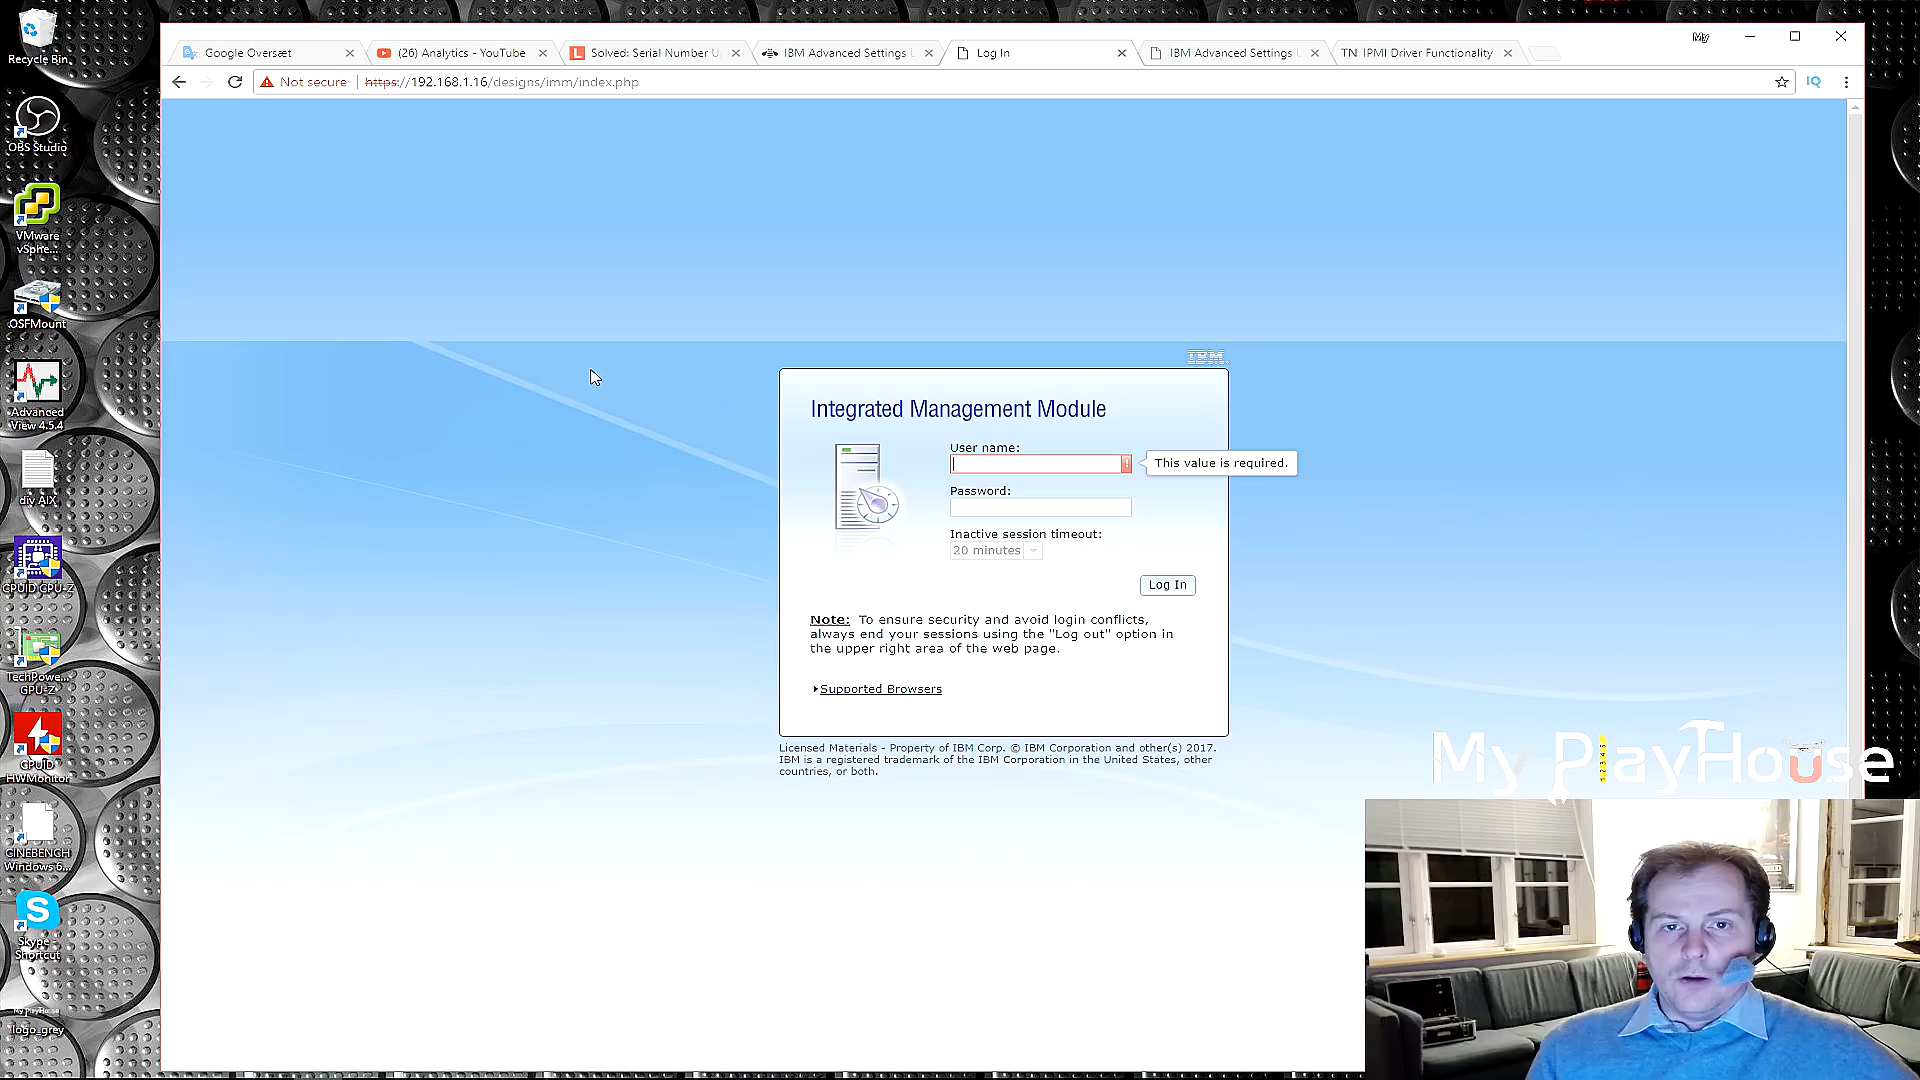 Recycle Bin
OBS Studio
VMware
vSphe...
OSFMount
Advanced
View 4.5.4
div AIX
CPUID CPU-Z
TechPowe...
GPU-Z
CPUID
HWMonitor
CINEBENCH
Windows 6...
Skype -
Shortcut
My PlayHouse
logo_grey
Google Oversæt
(26) Analytics - YouTube
Solved: Serial Number U
IBM Advanced Settings U
Log In
IBM Advanced Settings U
TN IPMI Driver Functionality
My
Not secure
https://192.168.1.16/designs/imm/index.php
IQ
IBM
Integrated Management Module
User name:
This value is required.
Password:
Inactive session timeout:
20 minutes
Log In
Note: To ensure security and avoid login conflicts,
always end your sessions using the "Log out" option in
the upper right area of the web page.
Supported Browsers
Licensed Materials - Property of IBM Corp. © IBM Corporation and other(s) 2017.
IBM is a registered trademark of the IBM Corporation in the United States, other
countries, or both.
My PlayHouse